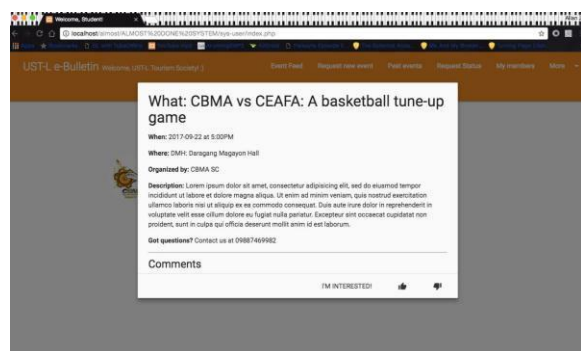 Welcome, Student!
localhost/almost/ALMOST%20DONE%20SYSTEM/sys-user/index.php
UST-L e-Bulletin Welcome, UST-L Tourism Society! :)
Event Feed Request new event Post events Request Status My members More
What: CBMA vs CEAFA: A basketball tune-up
game
When: 2017-09-22 at 5:00PM
Where: DMH: Daragang Magayon Hall
Organized by: CBMA SC
Description: Lorem ipsum dolor sit amet, consectetur adipisicing elit, sed do eiusmod tempor
incididunt ut labore et dolore magna aliqua. Ut enim ad minim veniam, quis nostrud exercitation
ullamco laboris nisi ut aliquip ex ea commodo consequat. Duis aute irure dolor in reprehenderit in
voluptate velit esse cillum dolore eu fugiat nulla pariatur. Excepteur sint occaecat cupidatat non
proident, sunt in culpa qui officia deserunt mollit anim id est laborum.
Got questions? Contact us at 09887469982
Comments
I'M INTERESTED!